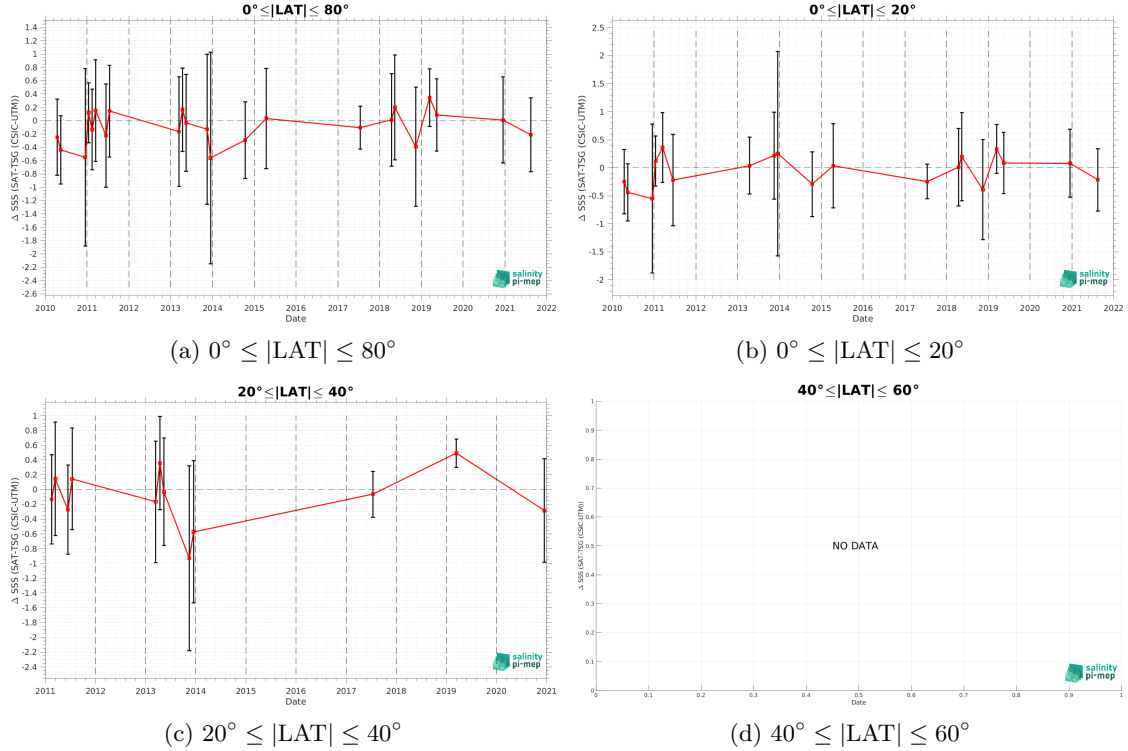 0°≤|LAT|≤ 80°
Δ SSS (SAT-TSG (CSIC-UTM))
1.4
1.2
1
0.8
0.6
0.4
0.2
0
-0.2
-0.4
-0.6
-0.8
-1
-1.2
-1.4
-1.6
-1.8
-2
-2.2
-2.4
-2.6
2010 2011 2012 2013 2014 2015 2016 2017 2018 2019 2020 2021 2022
Date
salinity
pi-mep
(a) 0° ≤ |LAT| ≤ 80°
0°≤|LAT|≤ 20°
Δ SSS (SAT-TSG (CSIC-UTM))
2.5
2
1.5
1
0.5
0
-0.5
-1
-1.5
-2
2010 2011 2012 2013 2014 2015 2016 2017 2018 2019 2020 2021 2022
Date
salinity
pi-mep
(b) 0° ≤ |LAT| ≤ 20°
20°≤|LAT|≤ 40°
Δ SSS (SAT-TSG (CSIC-UTM))
1
0.8
0.6
0.4
0.2
0
-0.2
-0.4
-0.6
-0.8
-1
-1.2
-1.4
-1.6
-1.8
-2
-2.2
-2.4
2011 2012 2013 2014 2015 2016 2017 2018 2019 2020 2021
Date
salinity
pi-mep
(c) 20° ≤ |LAT| ≤ 40°
40°≤|LAT|≤ 60°
Δ SSS (SAT-TSG (CSIC-UTM))
1
0.9
0.8
0.7
0.6
0.5
0.4
0.3
0.2
0.1
0
NO DATA
0 0.1 0.2 0.3 0.4 0.5 0.6 0.7 0.8 0.9 1
Date
salinity
pi-mep
(d) 40° ≤ |LAT| ≤ 60°